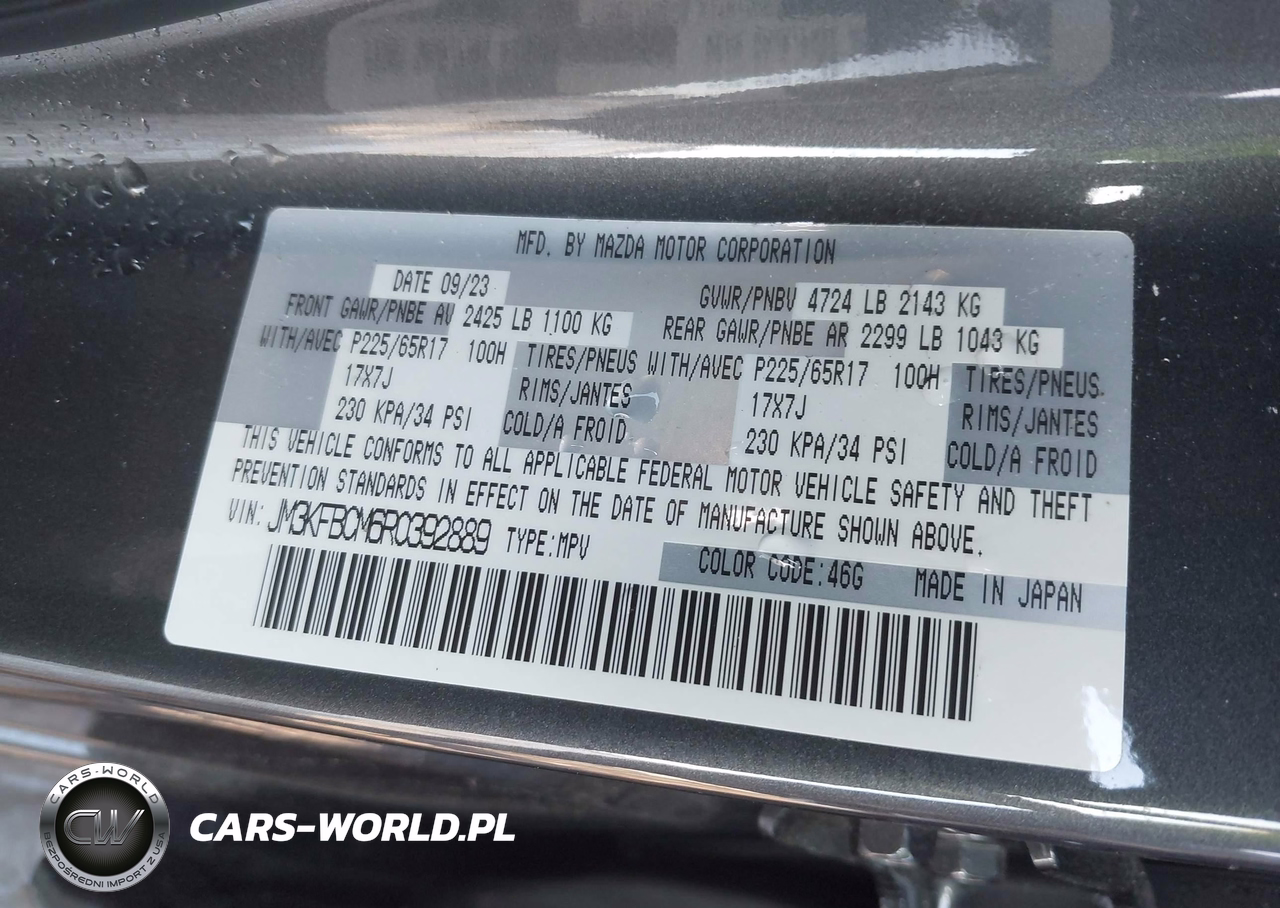 MFD. BY MAZDA MOTOR CORPORATION
DATE 09/23
GVWR/PNBV 4724 LB 2143 KG
FRONT GAWR/PNBE AV 2425 LB 1100 KG
REAR GAWR/PNBE AR 2299 LB 1043 KG
WITH/AVEC P225/65R17 100H TIRES/PNEUS WITH/AVEC P225/65R17 100H TIRES/PNEUS
17X7J RIMS/JANTES 17X7J RIMS/JANTES
230 KPA/34 PSI COLD/A FROID 230 KPA/34 PSI COLD/A FROID
THIS VEHICLE CONFORMS TO ALL APPLICABLE FEDERAL MOTOR VEHICLE SAFETY AND THEFT
PREVENTION STANDARDS IN EFFECT ON THE DATE OF MANUFACTURE SHOWN ABOVE.
VIN: JM3KFBCM6R0392889 TYPE:MPV
COLOR CODE:46G MADE IN JAPAN
CARS-WORLD
CW
BEZPOŚREDNI IMPORT Z USA
CARS-WORLD.PL